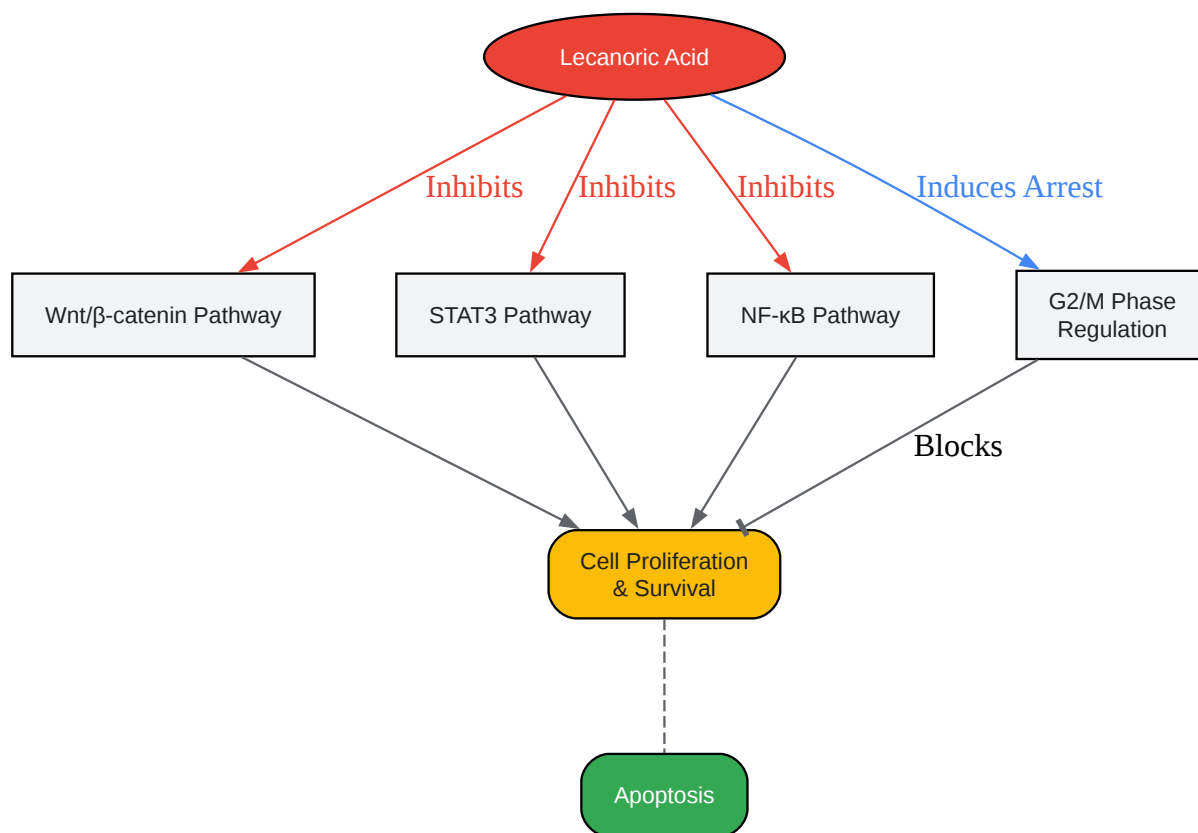 Lecanoric Acid
Inhibits
Inhibits
Inhibits
Induces Arrest
Wnt/β-catenin Pathway
STAT3 Pathway
NF-κB Pathway
G2/M Phase
Regulation
Blocks
Cell Proliferation
& Survival
Apoptosis